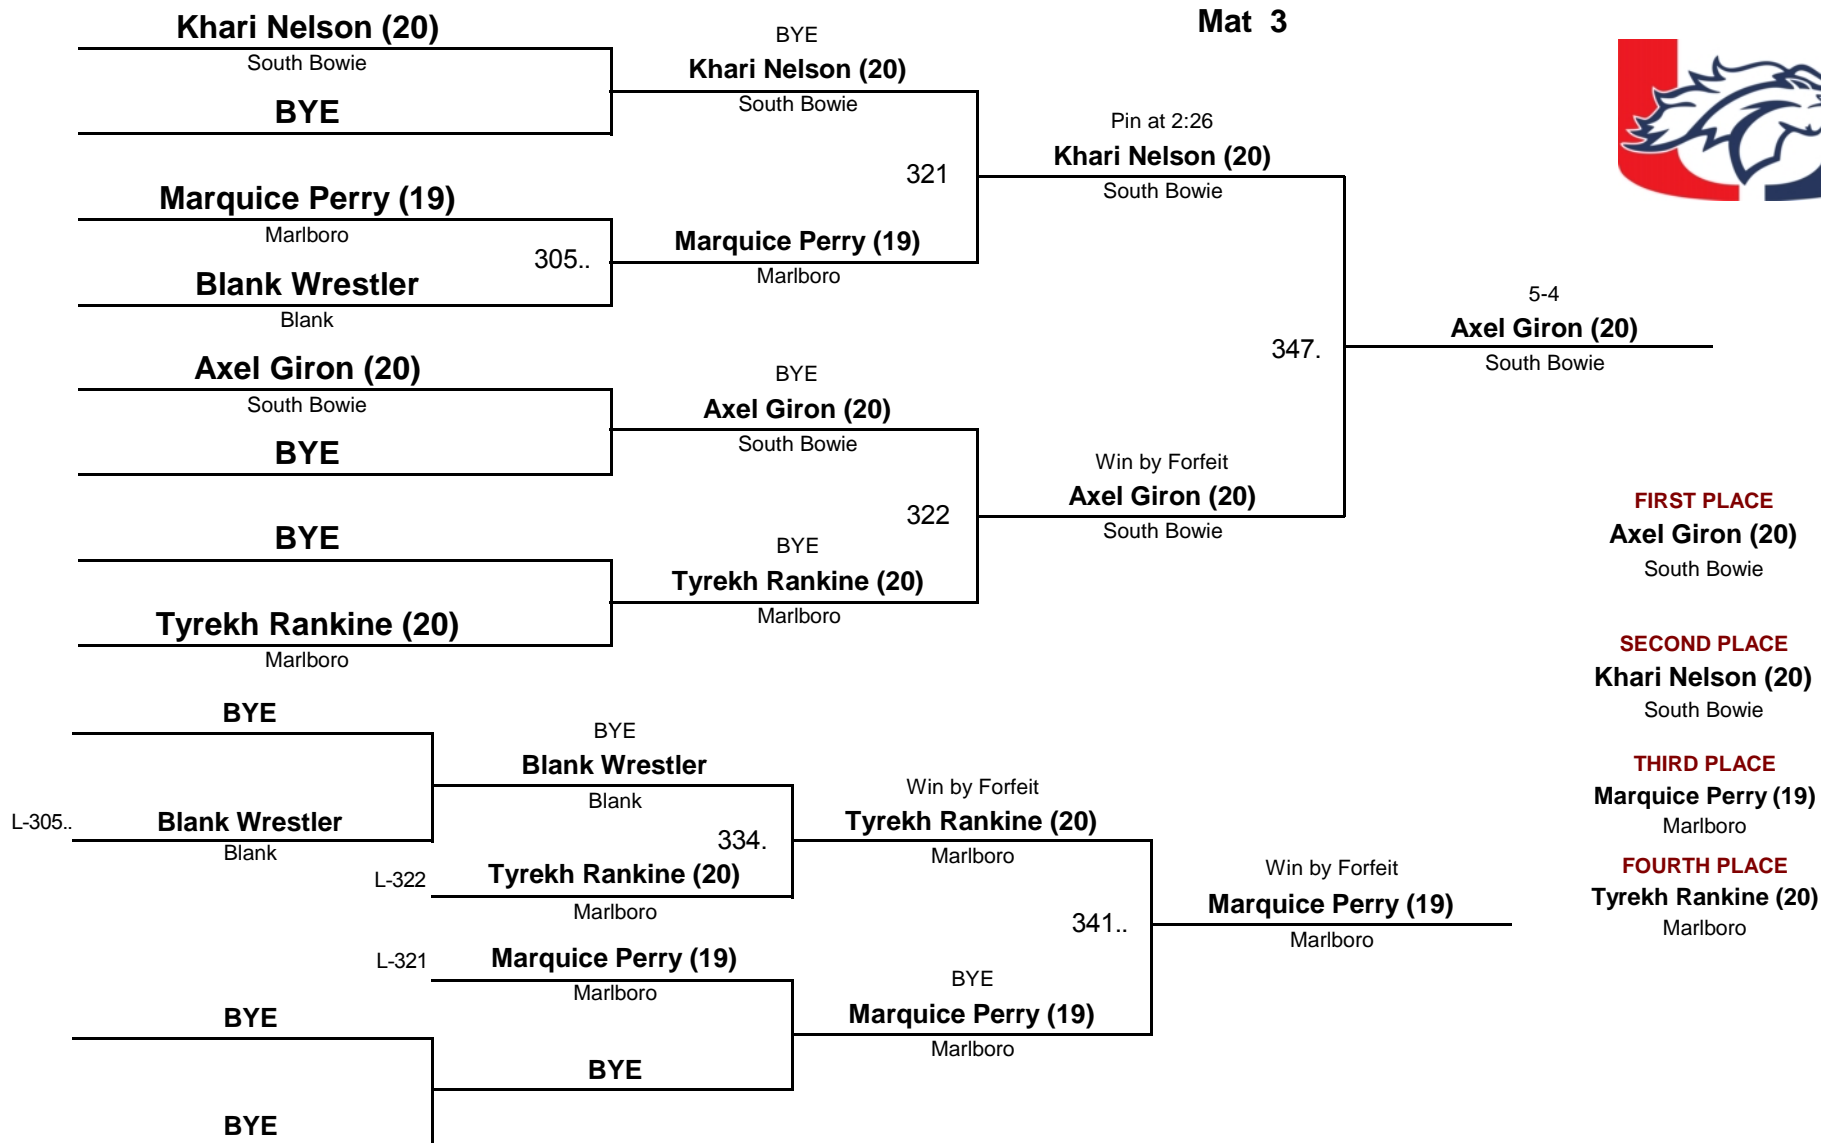 Mat 3
Khari Nelson (20)
South Bowie
BYE
Marquice Perry (19)
Marlboro
305..
Blank Wrestler
Blank
Axel Giron (20)
South Bowie
BYE
BYE
Tyrekh Rankine (20)
Marlboro
BYE
Khari Nelson (20)
South Bowie
321
Marquice Perry (19)
Marlboro
BYE
Axel Giron (20)
South Bowie
322
BYE
Tyrekh Rankine (20)
Marlboro
Pin at 2:26
Khari Nelson (20)
South Bowie
347.
Win by Forfeit
Axel Giron (20)
South Bowie
5-4
Axel Giron (20)
South Bowie
FIRST PLACE
Axel Giron (20)
South Bowie
SECOND PLACE
Khari Nelson (20)
South Bowie
THIRD PLACE
Marquice Perry (19)
Marlboro
FOURTH PLACE
Tyrekh Rankine (20)
Marlboro
BYE
L-305..
Blank Wrestler
Blank
BYE
Blank Wrestler
Blank
334.
L-322
Tyrekh Rankine (20)
Marlboro
L-321
Marquice Perry (19)
Marlboro
BYE
BYE
BYE
Win by Forfeit
Tyrekh Rankine (20)
Marlboro
341..
BYE
Marquice Perry (19)
Marlboro
Win by Forfeit
Marquice Perry (19)
Marlboro